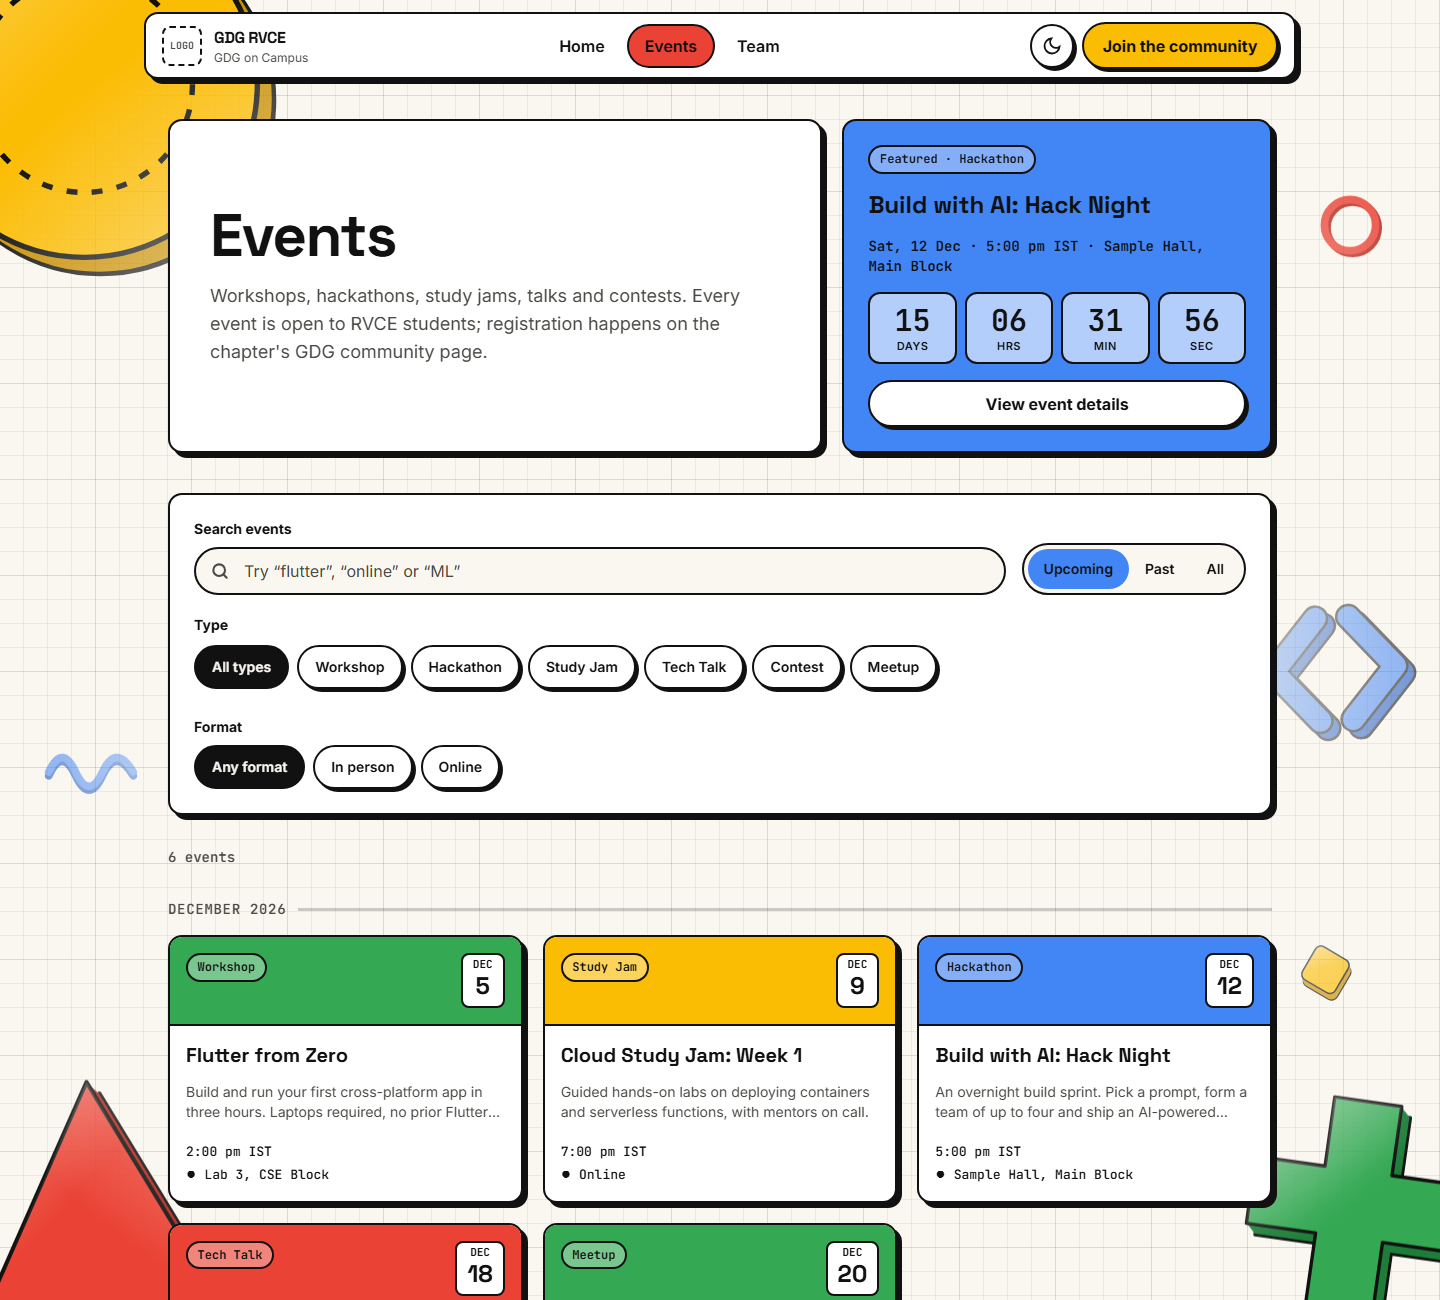 LOGO
GDG RVCE
GDG on Campus
Home
Events
Team
Join the community
Events
Workshops, hackathons, study jams, talks and contests. Every
event is open to RVCE students; registration happens on the
chapter's GDG community page.
Featured · Hackathon
Build with AI: Hack Night
Sat, 12 Dec · 5:00 pm IST · Sample Hall,
Main Block
15
DAYS
06
HRS
31
MIN
56
SEC
View event details
Search events
Try “flutter”, “online” or “ML”
Upcoming
Past
All
Type
All types
Workshop
Hackathon
Study Jam
Tech Talk
Contest
Meetup
Format
Any format
In person
Online
6 events
DECEMBER 2026
Workshop
DEC
5
Flutter from Zero
Build and run your first cross-platform app in
three hours. Laptops required, no prior Flutter...
2:00 pm IST
Lab 3, CSE Block
Study Jam
DEC
9
Cloud Study Jam: Week 1
Guided hands-on labs on deploying containers
and serverless functions, with mentors on call.
7:00 pm IST
Online
Hackathon
DEC
12
Build with AI: Hack Night
An overnight build sprint. Pick a prompt, form a
team of up to four and ship an AI-powered...
5:00 pm IST
Sample Hall, Main Block
Tech Talk
DEC
18
Meetup
DEC
20